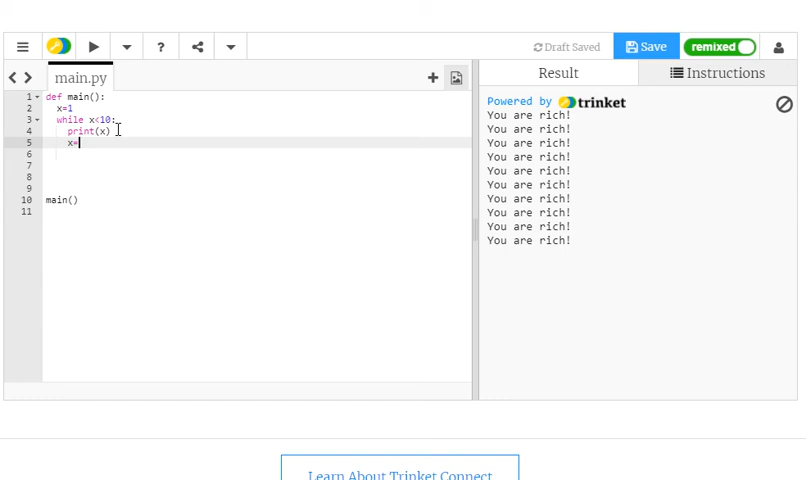 Draft Saved
Save
remixed
main.py
Result
Instructions
1 def main():
2 x=1
3 while x<10:
4 print(x)
5 x=
6
7
8
9
10 main()
11
Powered by trinket
You are rich!
You are rich!
You are rich!
You are rich!
You are rich!
You are rich!
You are rich!
You are rich!
You are rich!
You are rich!
Learn About Trinket Connect